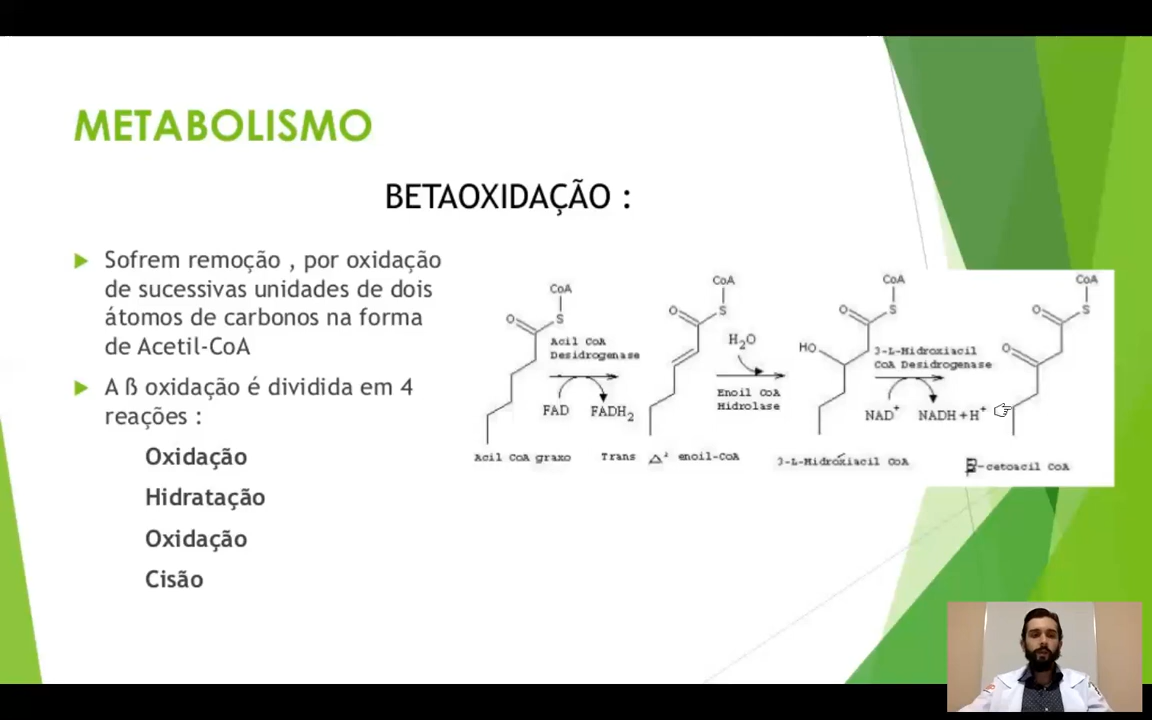 METABOLISMO
BETAOXIDAÇÃO :
Sofrem remoção , por oxidação
de sucessivas unidades de dois
átomos de carbonos na forma
de Acetil-CoA
A ß oxidação é dividida em 4
reações :
Oxidação
Hidratação
Oxidação
Cisão
CoA
O
S
Acil CoA
Desidrogenase
FAD
FADH2
Acil CoA graxo
CoA
O
S
H2O
Enoil CoA
Hidrolase
Trans Δ² enoil-CoA
CoA
O
S
HO
3-L-Hidroxiacil
CoA Desidrogenase
NAD+
NADH+H+
3-L-Hidroxiacil CoA
CoA
O
S
O
β-cetoacil CoA